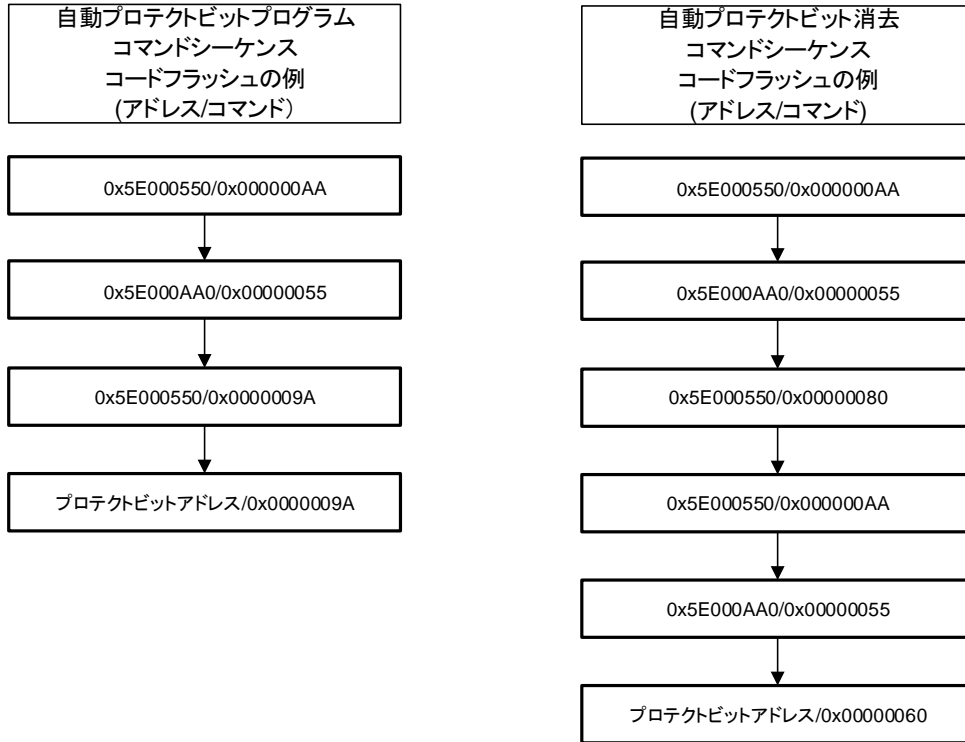 自動プロテクトビットプログラム
コマンドシーケンス
コードフラッシュの例
(アドレス/コマンド)
0x5E000550/0x000000AA
0x5E000AA0/0x00000055
0x5E000550/0x0000009A
プロテクトビットアドレス/0x0000009A
自動プロテクトビット消去
コマンドシーケンス
コードフラッシュの例
(アドレス/コマンド)
0x5E000550/0x000000AA
0x5E000AA0/0x00000055
0x5E000550/0x00000080
0x5E000550/0x000000AA
0x5E000AA0/0x00000055
プロテクトビットアドレス/0x00000060